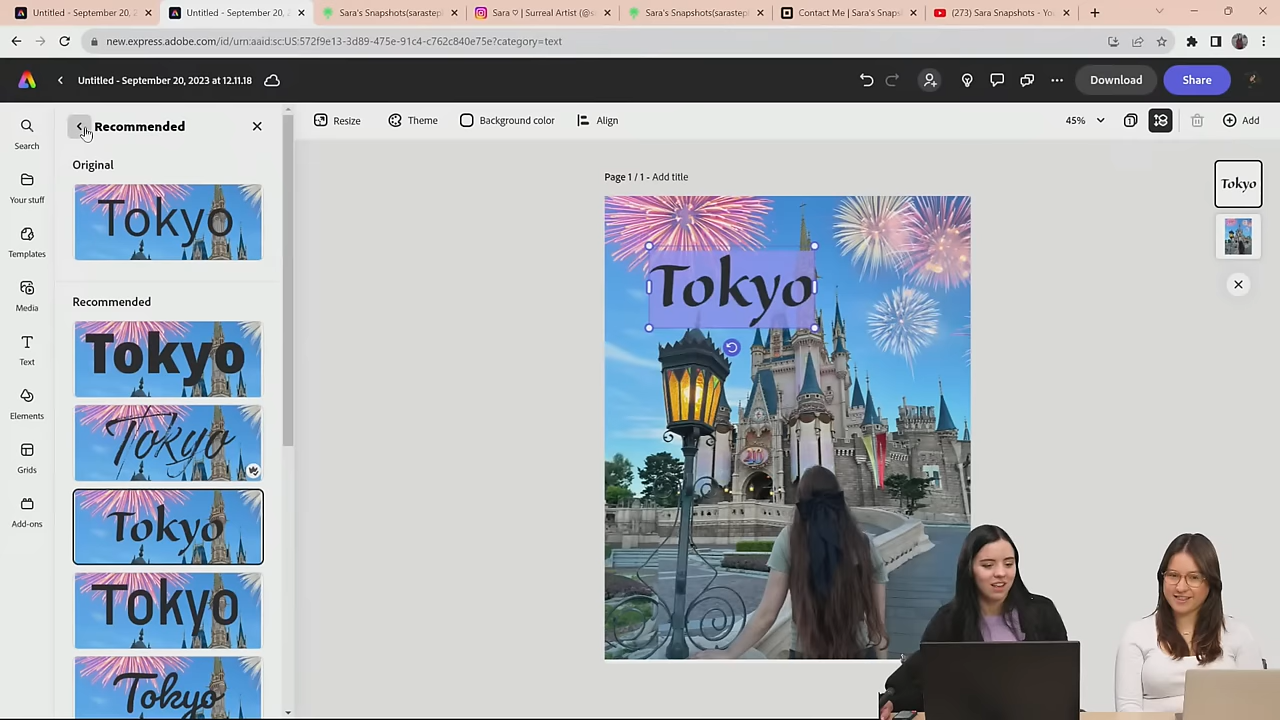 Untitled - September 20, 2
Untitled - September 20, 2
Sara's Snapshots(sarastep
Sara ♡ | Surreal Artist (@s
Sara's Snapshots(sarasteph
Contact Me | Sara's Snaps
(273) Sara Snapshots - Yo
new.express.adobe.com/id/urn:aaid:sc:US:572f9e13-3d89-475e-91c4-c762c840e75e?category=text
Untitled - September 20, 2023 at 12.11.18
Download
Share
Search
Your stuff
Templates
Media
Text
Elements
Grids
Add-ons
Recommended
Original
Tokyo
Recommended
Tokyo
Tokyo
Tokyo
Tokyo
Tokyo
Resize
Theme
Background color
Align
45%
Add
Page 1 / 1 - Add title
Tokyo
Tokyo